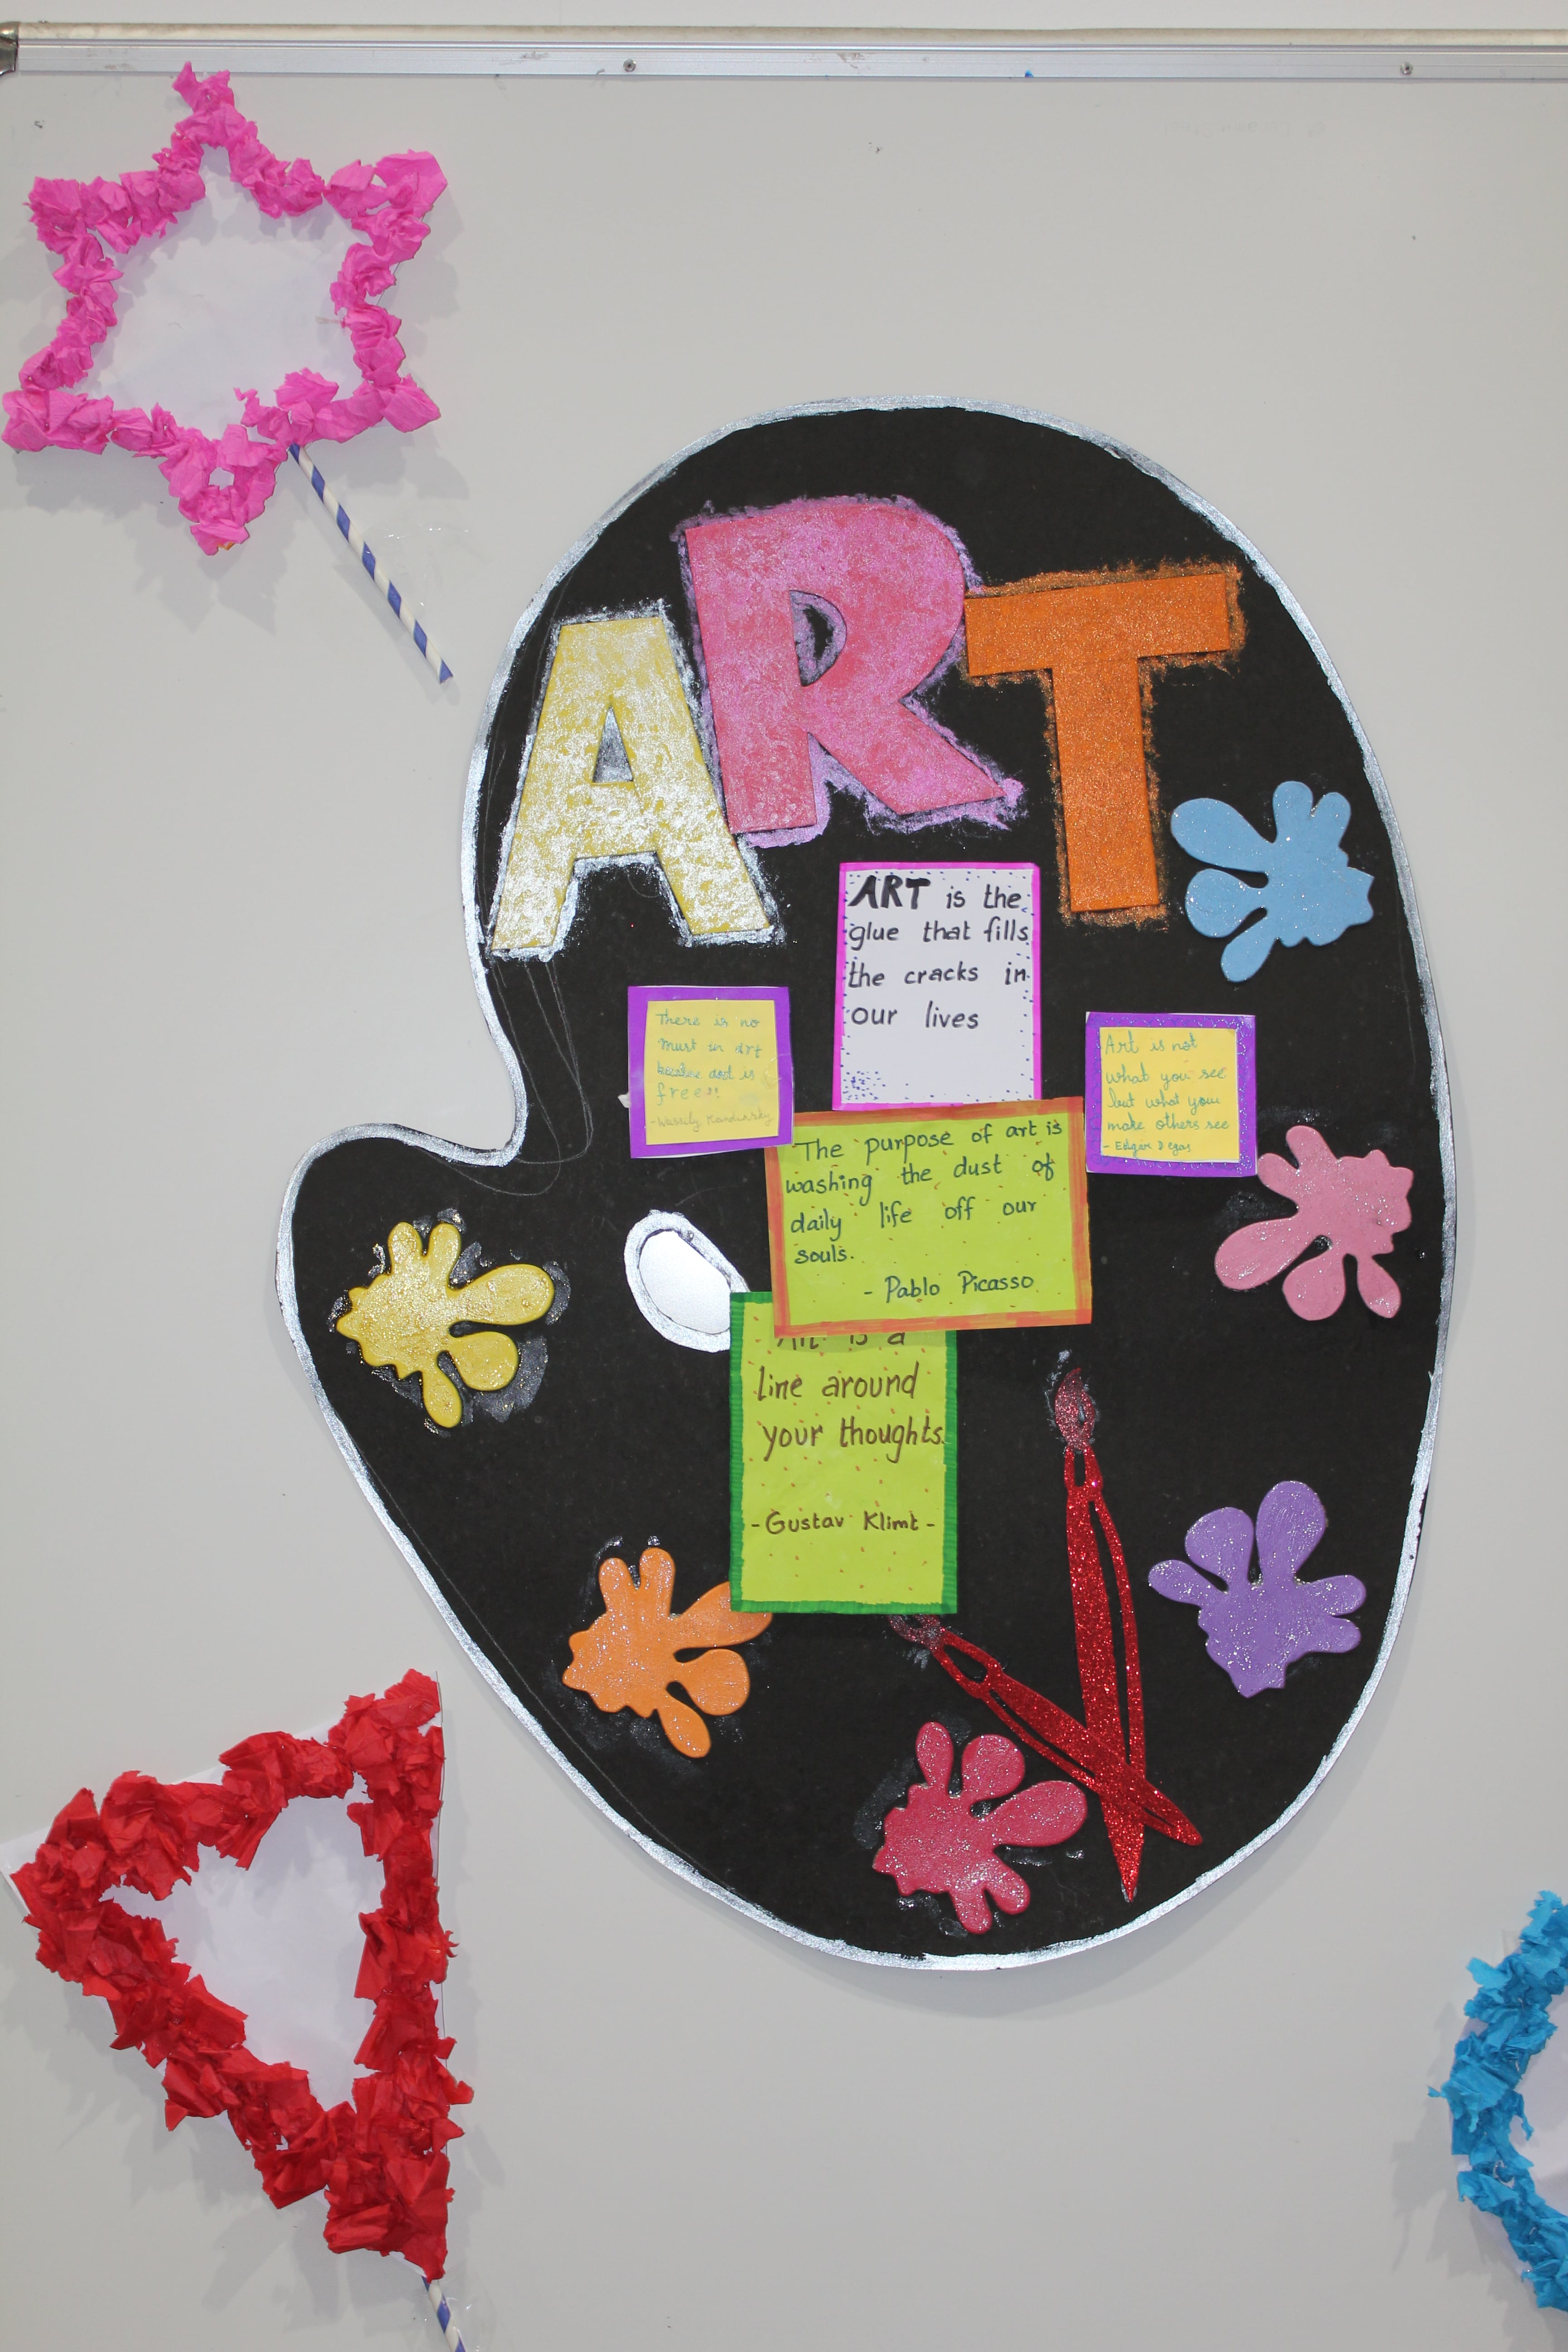 ART
ART is the
glue that fills
the cracks in
our lives
There is no
must in art
because art is
free!!
-Wassily Kandinsky
Art is not
what you see
but what you
make others see
- Edgar Degas
The purpose of art is
washing the dust of
daily life off our
souls.
- Pablo Picasso
Art is a
line around
your thoughts.
-Gustav Klimt-